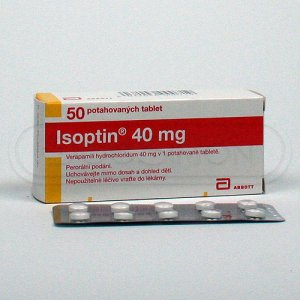 50 potahovaných tablet
Isoptin® 40 mg
Verapamili hydrochloridum 40 mg v 1 potahované tabletě.
Perorální podání.
Uchovávejte mimo dosah a dohled dětí.
Nepoužitelné léčivo vraťte do lékárny.
ABBOTT